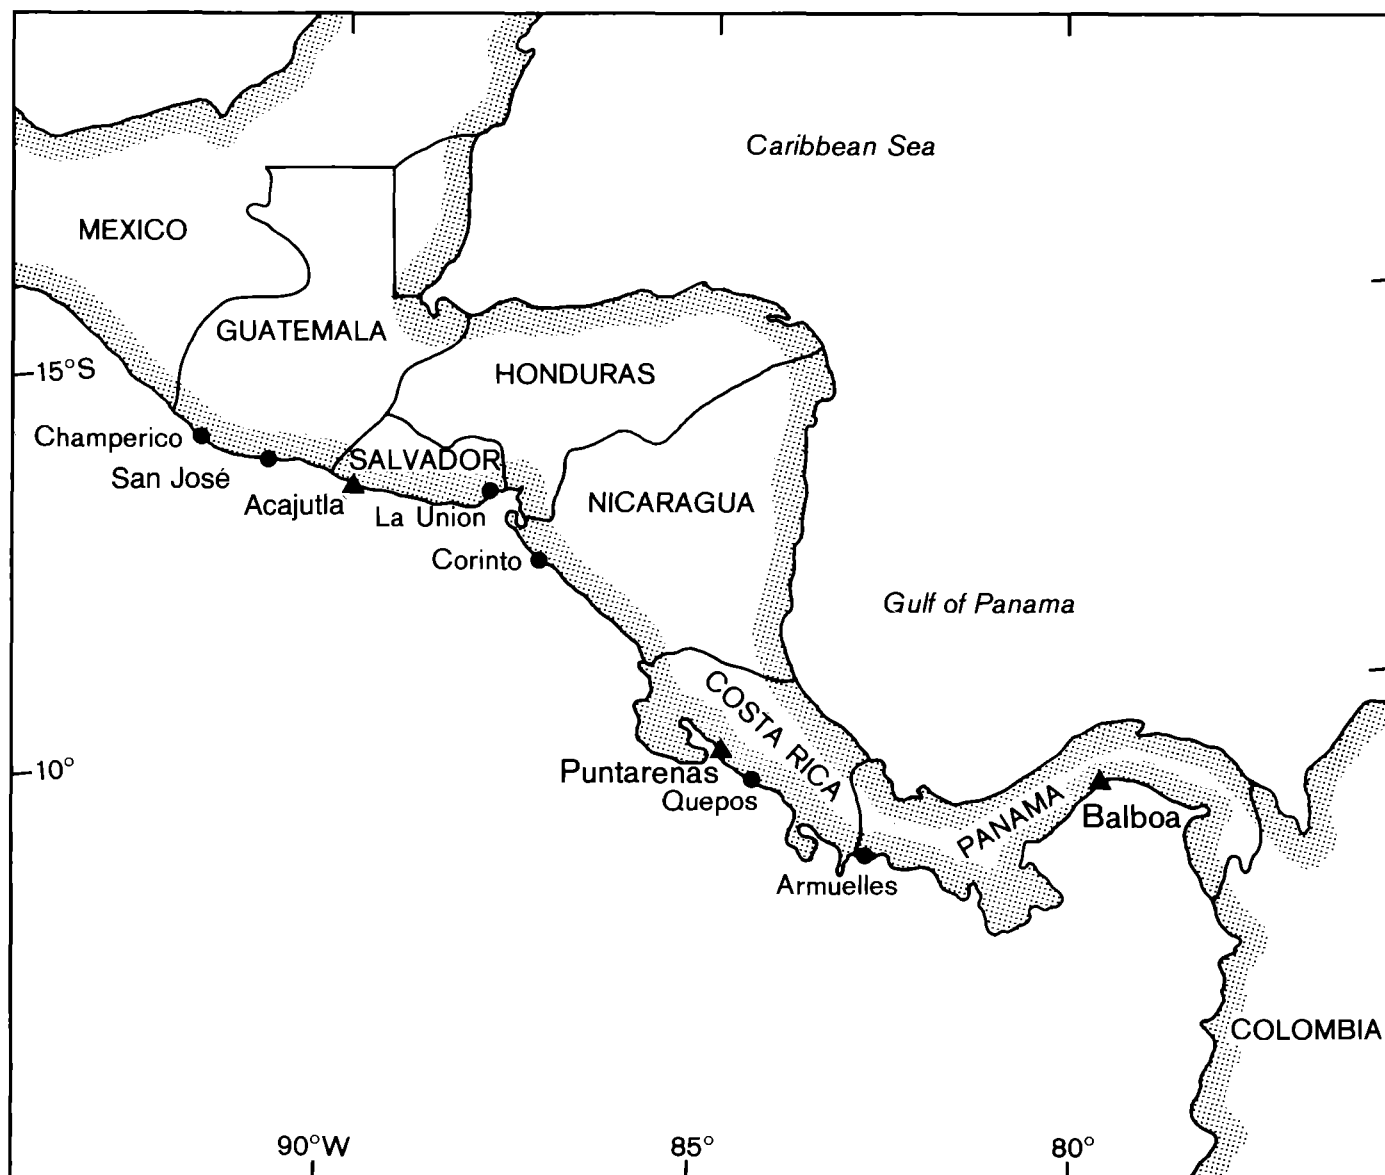 Caribbean Sea
MEXICO
GUATEMALA
15°S
HONDURAS
Champerico
SALVADOR
San José
NICARAGUA
Acajutla
La Union
Corinto
Gulf of Panama
COSTA RICA
10°
Puntarenas
Quepos
PANAMA
Balboa
Armuelles
COLOMBIA
90°W
85°
80°